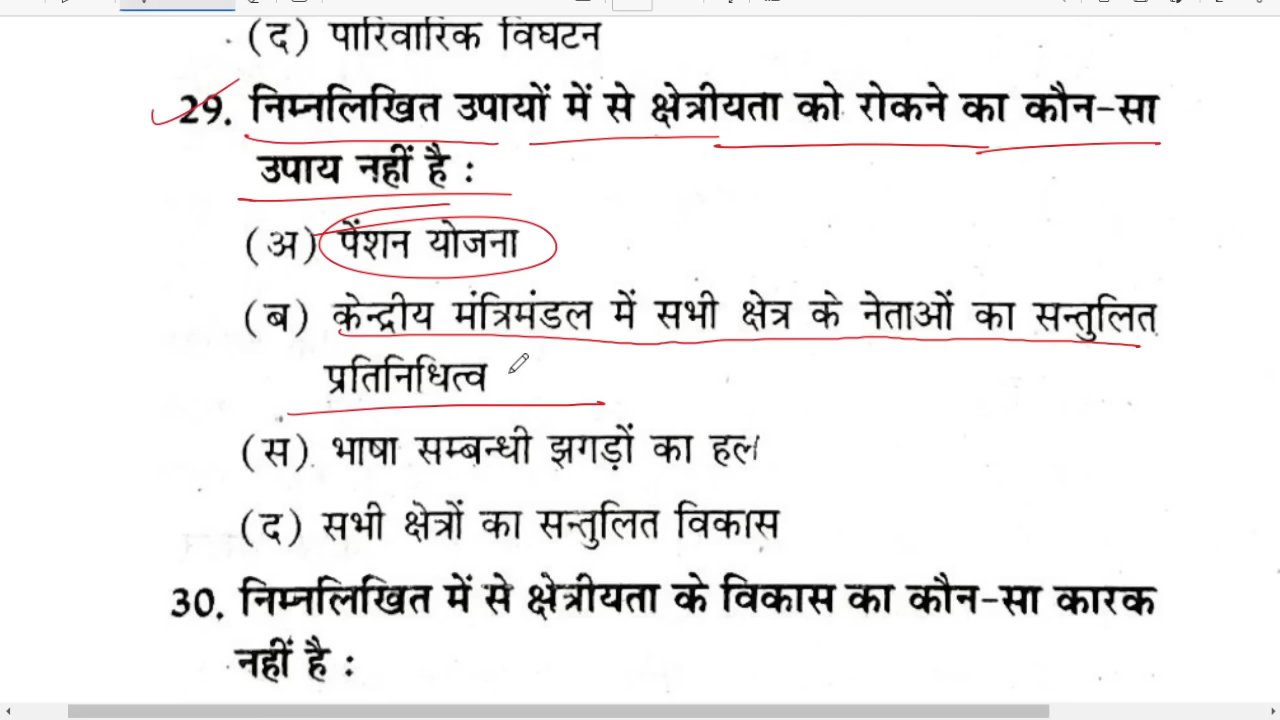 (द) पारिवारिक विघटन
29. निम्नलिखित उपायों में से क्षेत्रीयता को रोकने का कौन-सा
उपाय नहीं है :
(अ) पेंशन योजना
(ब) केन्द्रीय मंत्रिमंडल में सभी क्षेत्र के नेताओं का सन्तुलित
प्रतिनिधित्व
(स) भाषा सम्बन्धी झगड़ों का हल
(द) सभी क्षेत्रों का सन्तुलित विकास
30. निम्नलिखित में से क्षेत्रीयता के विकास का कौन-सा कारक
नहीं है :